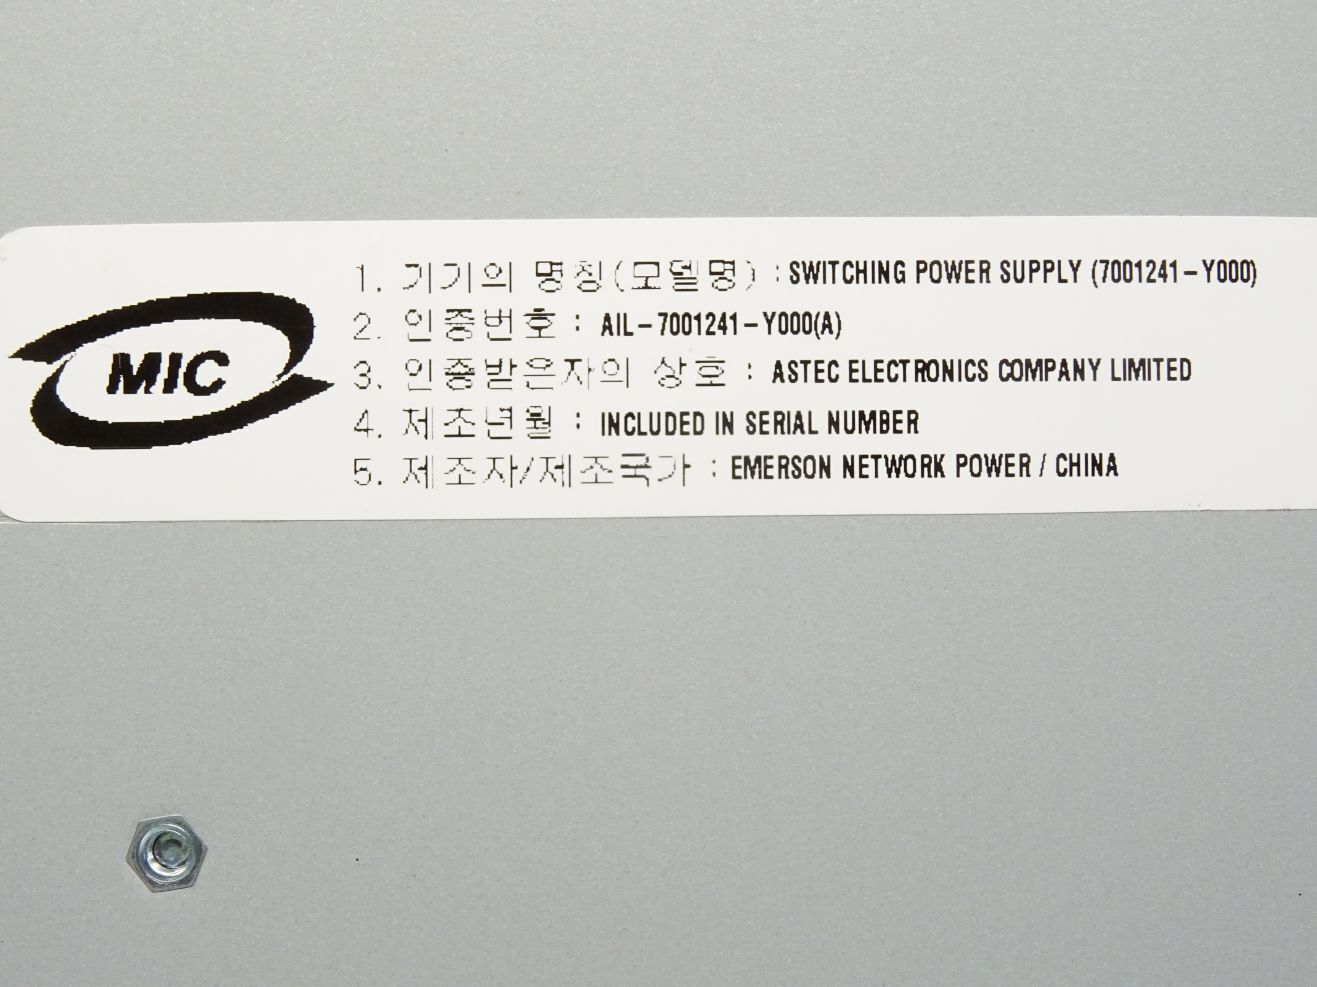 MIC
1. 기기의 명칭(모델명) : SWITCHING POWER SUPPLY (7001241-Y000)
2. 인증번호 : AIL-7001241-Y000(A)
3. 인증받은자의 상호 : ASTEC ELECTRONICS COMPANY LIMITED
4. 제조년월 : INCLUDED IN SERIAL NUMBER
5. 제조자/제조국가 : EMERSON NETWORK POWER / CHINA